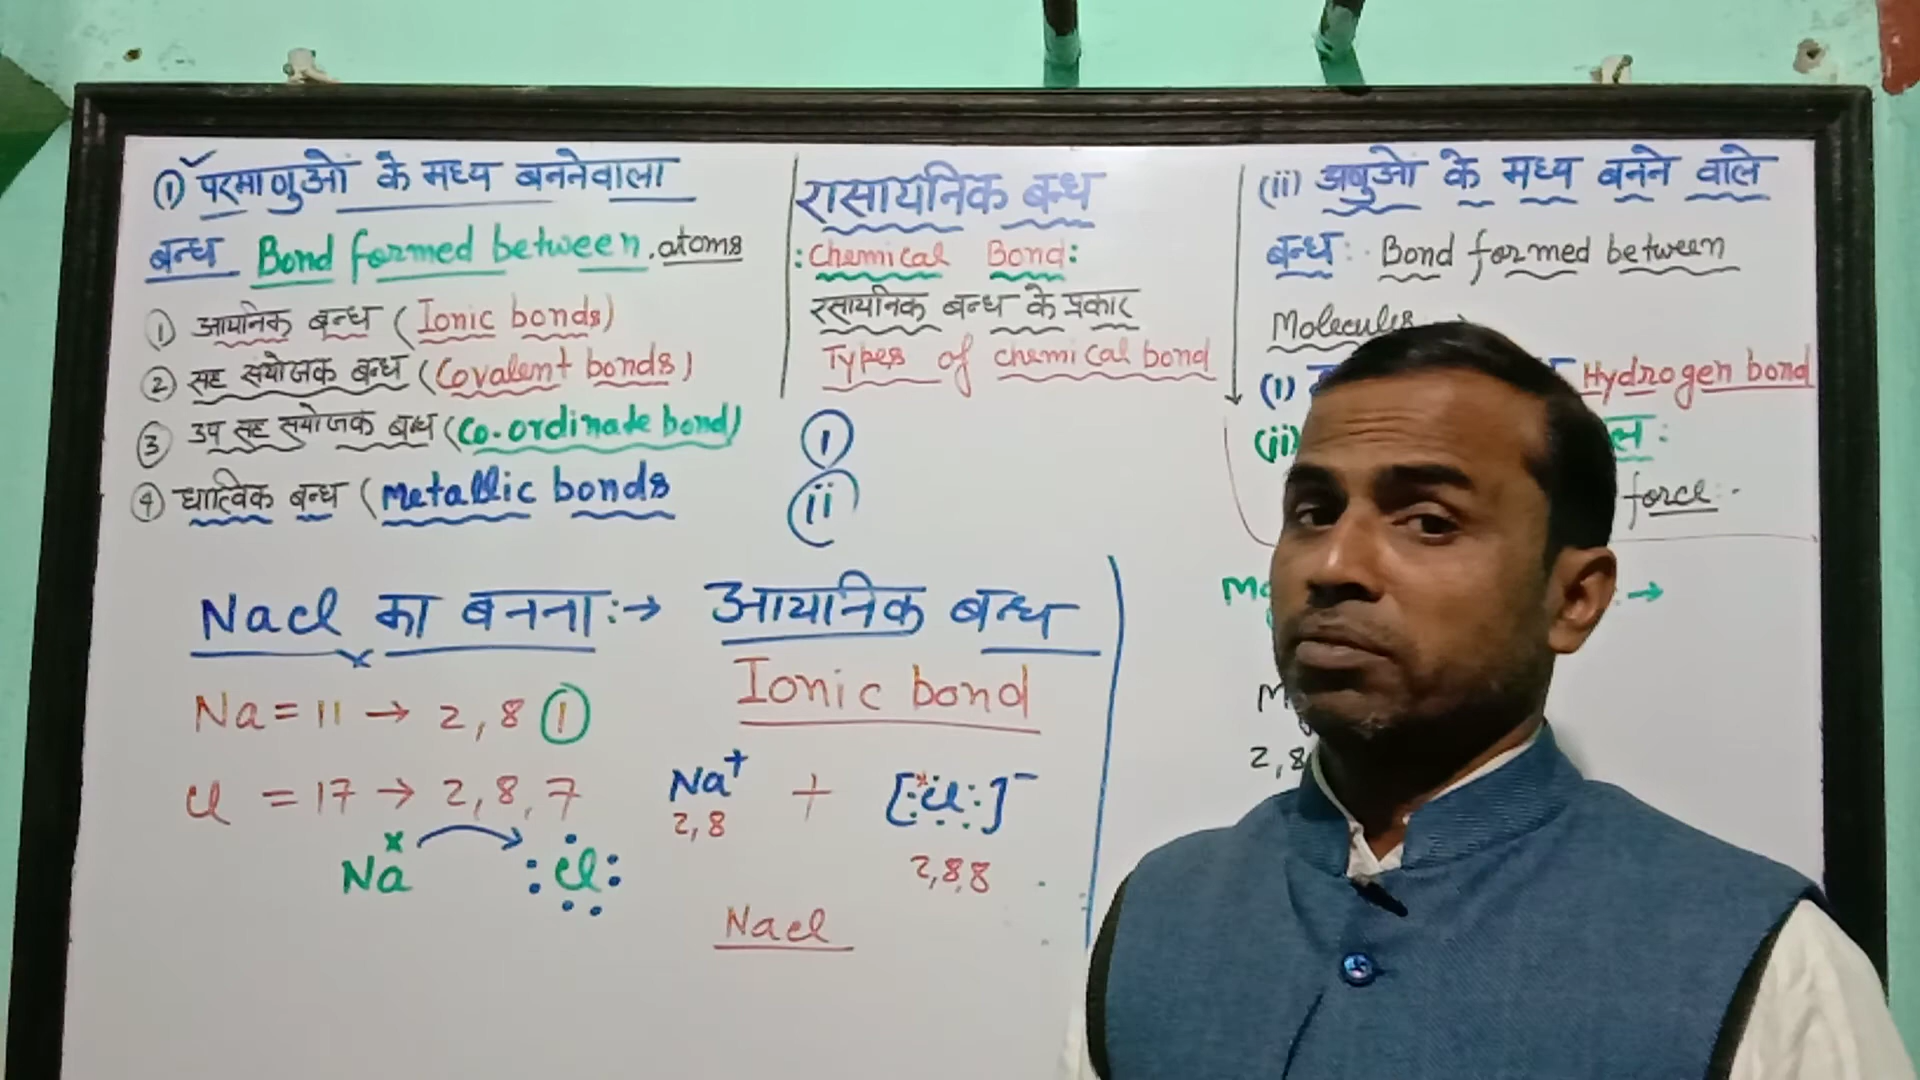 ① परमाणुओं के मध्य बननेवाला
बन्ध Bond formed between atoms
① आयनिक बन्ध (Ionic bonds)
② सह संयोजक बन्ध (Covalent bonds)
③ उप सह संयोजक बन्ध (Co-ordinate bond)
④ धात्विक बन्ध (Metallic bonds
रासायनिक बन्ध
:Chemical Bond:
रसायनिक बन्ध के प्रकार
Types of chemical bond
①
ⅱ
(ii) अणुओं के मध्य बनने वाले
बन्ध: Bond formed between
Molecules →
(i) Hydrogen bond
(ii)
force
Nacl का बनना:→ आयानिक बन्ध
Ionic bond
Na = 11 → 2, 8 ①
Cl = 17 → 2, 8, 7
Na Cl
Na⁺ + [Cl]⁻
2, 8 2,8,8
Nacl
2, 8